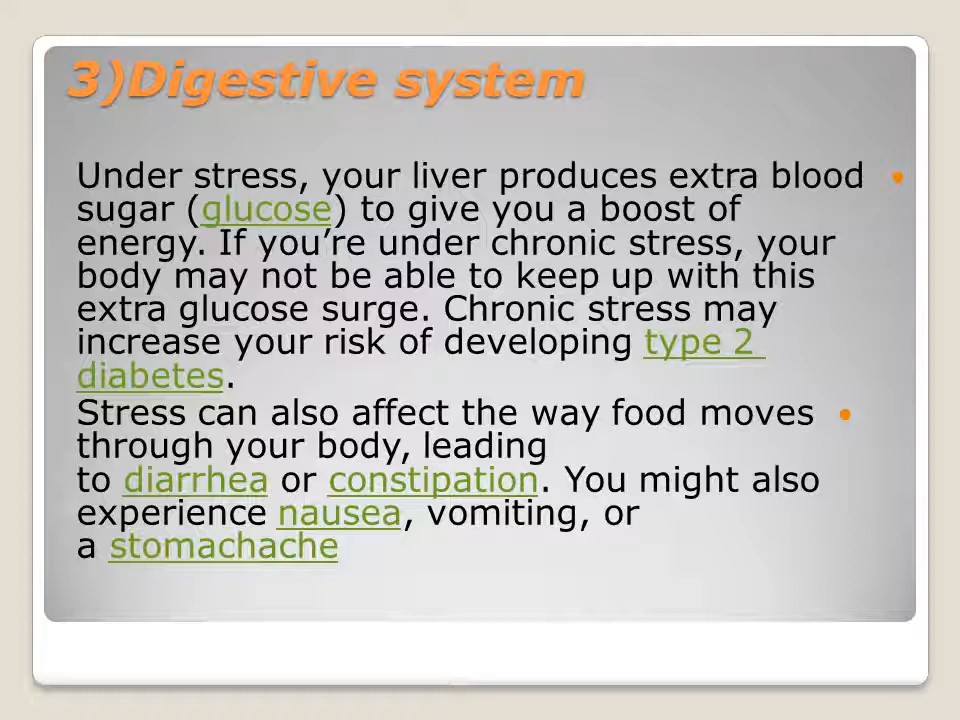 3)Digestive system
• Under stress, your liver produces extra blood
sugar (glucose) to give you a boost of
energy. If you’re under chronic stress, your
body may not be able to keep up with this
extra glucose surge. Chronic stress may
increase your risk of developing type 2
diabetes.
• Stress can also affect the way food moves
through your body, leading
to diarrhea or constipation. You might also
experience nausea, vomiting, or
a stomachache